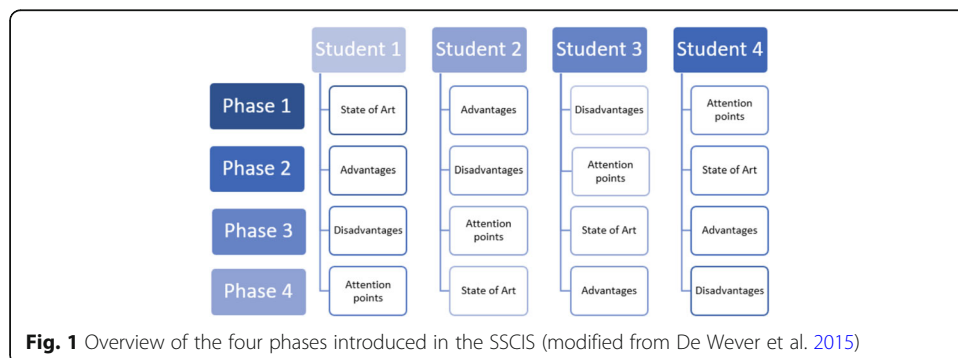 Student 1 Student 2 Student 3 Student 4
Phase 1 State of Art Advantages Disadvantages Attention
points
Phase 2 Advantages Disadvantages Attention
points State of Art
Phase 3 Disadvantages Attention
points State of Art Advantages
Phase 4 Attention
points State of Art Advantages Disadvantages
Fig. 1 Overview of the four phases introduced in the SSCIS (modified from De Wever et al. 2015)